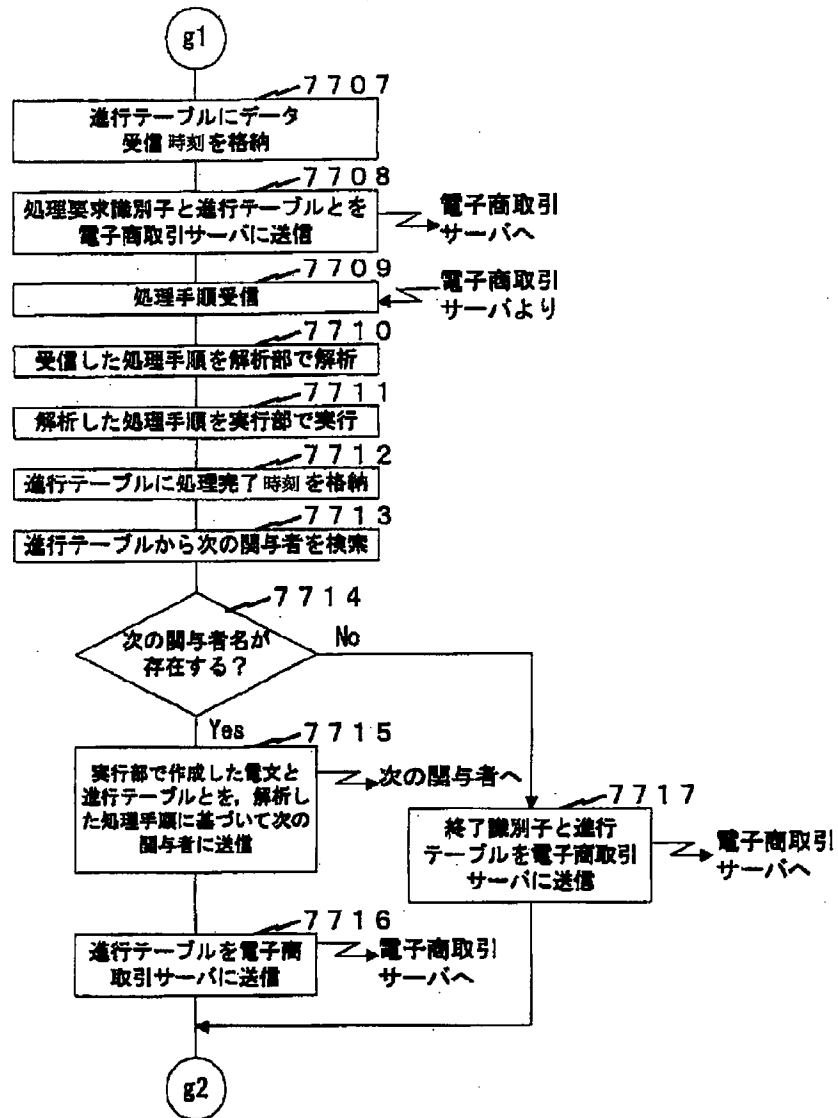 g1
7707
進行テーブルにデータ
受信時刻を格納
7708
処理要求識別子と進行テーブルとを
電子商取引サーバに送信
電子商取引
サーバへ
7709
処理手順受信
電子商取引
サーバより
7710
受信した処理手順を解析部で解析
7711
解析した処理手順を実行部で実行
7712
進行テーブルに処理完了時刻を格納
7713
進行テーブルから次の関与者を検索
7714
次の関与者名が
存在する?
No
Yes
7715
実行部で作成した電文と
進行テーブルとを,解析し
た処理手順に基づいて次の
関与者に送信
次の関与者へ
7717
終了識別子と進行
テーブルを電子商取引
サーバに送信
電子商取引
サーバへ
7716
進行テーブルを電子商
取引サーバに送信
電子商取引
サーバへ
g2